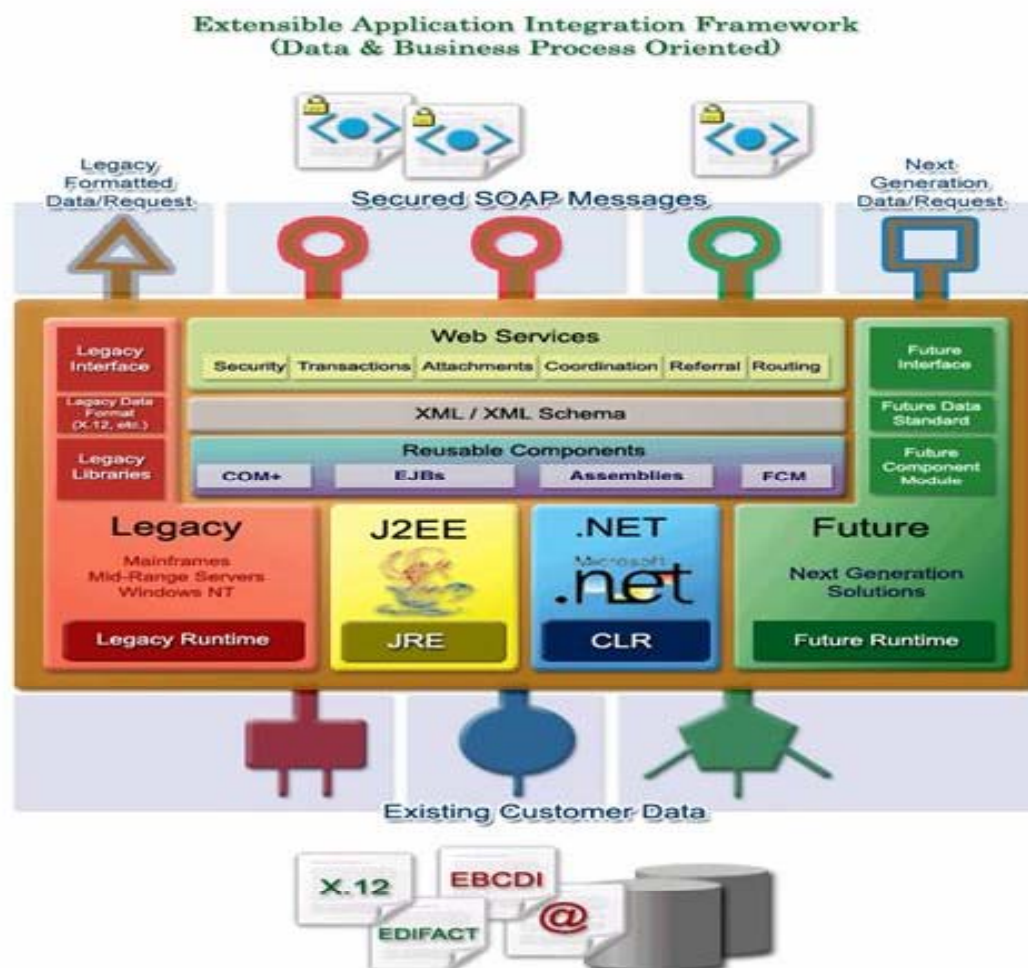 Extensible Application Integration Framework
(Data & Business Process Oriented)
Legacy
Formatted
Data/Request
Secured SOAP Messages
Next
Generation
Data/Request
Legacy
Interface
Web Services
Security
Transactions
Attachments
Coordination
Referral
Routing
Future
Interface
Legacy Data
Format
(X.12, etc.)
XML / XML Schema
Future Data
Standard
Legacy
Libraries
Reusable Components
COM+
EJBs
Assemblies
FCM
Future
Component
Module
Legacy
Mainframes
Mid-Range Servers
Windows NT
Legacy Runtime
J2EE
JRE
.NET
Microsoft
.net
CLR
Future
Next Generation
Solutions
Future Runtime
Existing Customer Data
X.12
EBCDI
EDIFACT
@